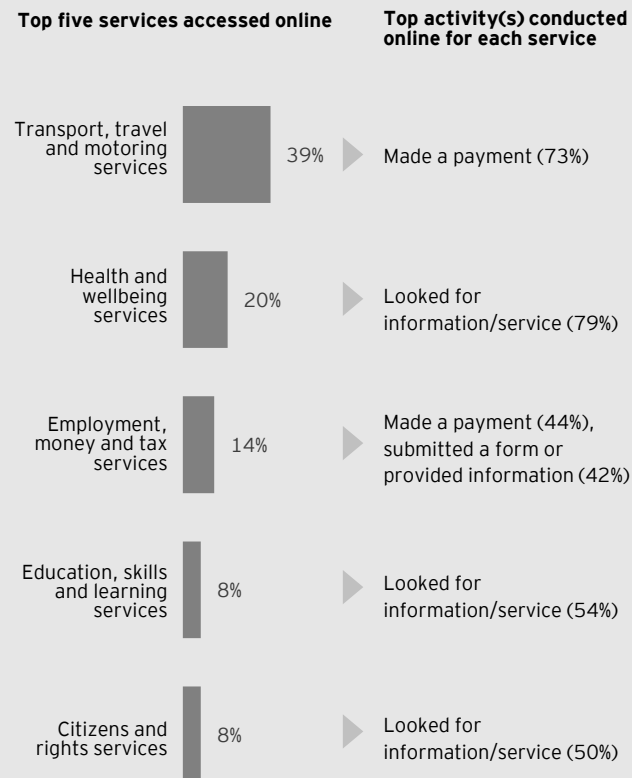 Top five services accessed online
Top activity(s) conducted
online for each service
Transport, travel
and motoring
services
39%
Made a payment (73%)
Health and
wellbeing
services
20%
Looked for
information/service (79%)
Employment,
money and tax
services
14%
Made a payment (44%),
submitted a form or
provided information (42%)
Education, skills
and learning
services
8%
Looked for
information/service (54%)
Citizens and
rights services
8%
Looked for
information/service (50%)